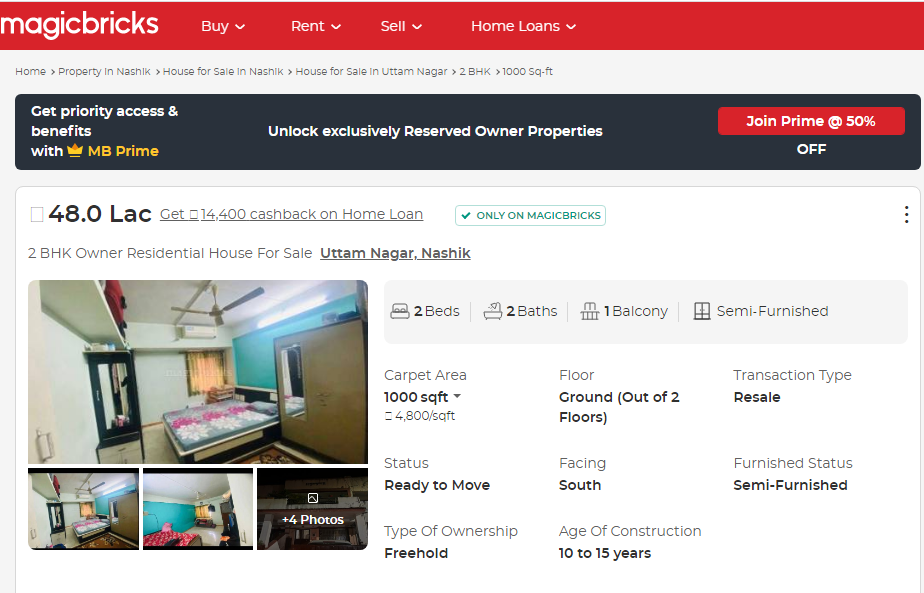 magicbricks
Buy
Rent
Sell
Home Loans
Home > Property in Nashik > House for Sale in Nashik > House for Sale in Uttam Nagar > 2 BHK > 1000 Sq-ft
Get priority access &
benefits
with MB Prime
Unlock exclusively Reserved Owner Properties
Join Prime @ 50%
OFF
48.0 Lac Get 14,400 cashback on Home Loan
ONLY ON MAGICBRICKS
2 BHK Owner Residential House For Sale Uttam Nagar, Nashik
2 Beds
2 Baths
1 Balcony
Semi-Furnished
Carpet Area
1000 sqft
4,800/sqft
Floor
Ground (Out of 2
Floors)
Transaction Type
Resale
Status
Ready to Move
Facing
South
Furnished Status
Semi-Furnished
Type Of Ownership
Freehold
Age Of Construction
10 to 15 years
+4 Photos